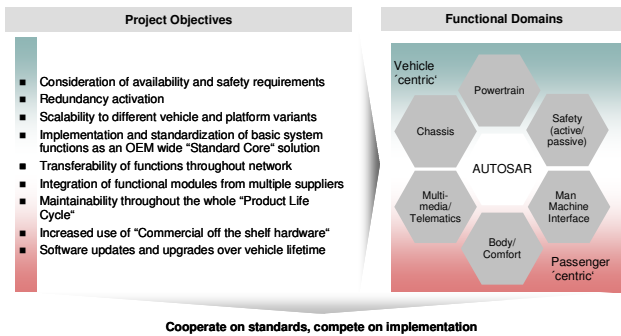 Project Objectives
Functional Domains
■ Consideration of availability and safety requirements
■ Redundancy activation
■ Scalability to different vehicle and platform variants
■ Implementation and standardization of basic system
functions as an OEM wide “Standard Core“ solution
■ Transferability of functions throughout network
■ Integration of functional modules from multiple suppliers
■ Maintainability throughout the whole “Product Life
Cycle“
■ Increased use of “Commercial off the shelf hardware“
■ Software updates and upgrades over vehicle lifetime
Vehicle
´centric‘
Powertrain
Chassis
Safety
(active/
passive)
AUTOSAR
Multi-
media/
Telematics
Man
Machine
Interface
Body/
Comfort
Passenger
´centric‘
Cooperate on standards, compete on implementation